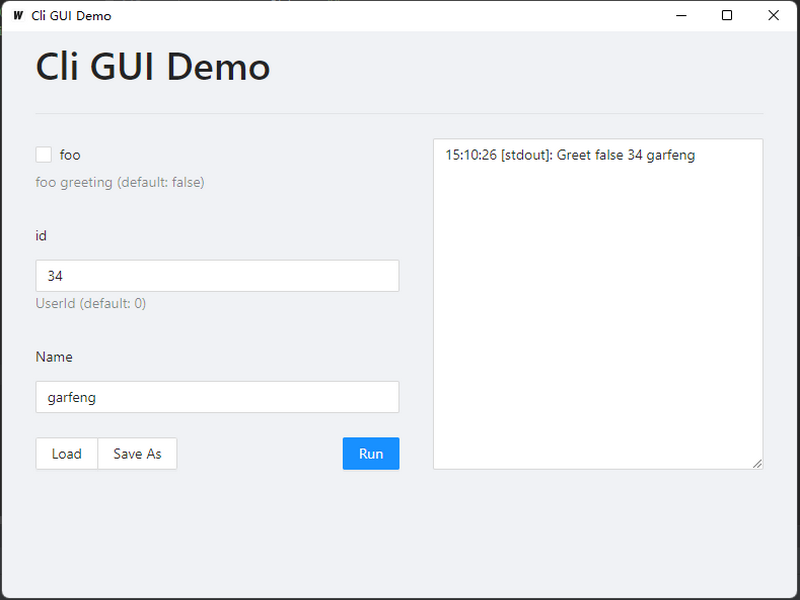 W Cli GUI Demo
Cli GUI Demo
foo
foo greeting (default: false)
id
34
UserId (default: 0)
Name
garfeng
Load
Save As
Run
15:10:26 [stdout]: Greet false 34 garfeng